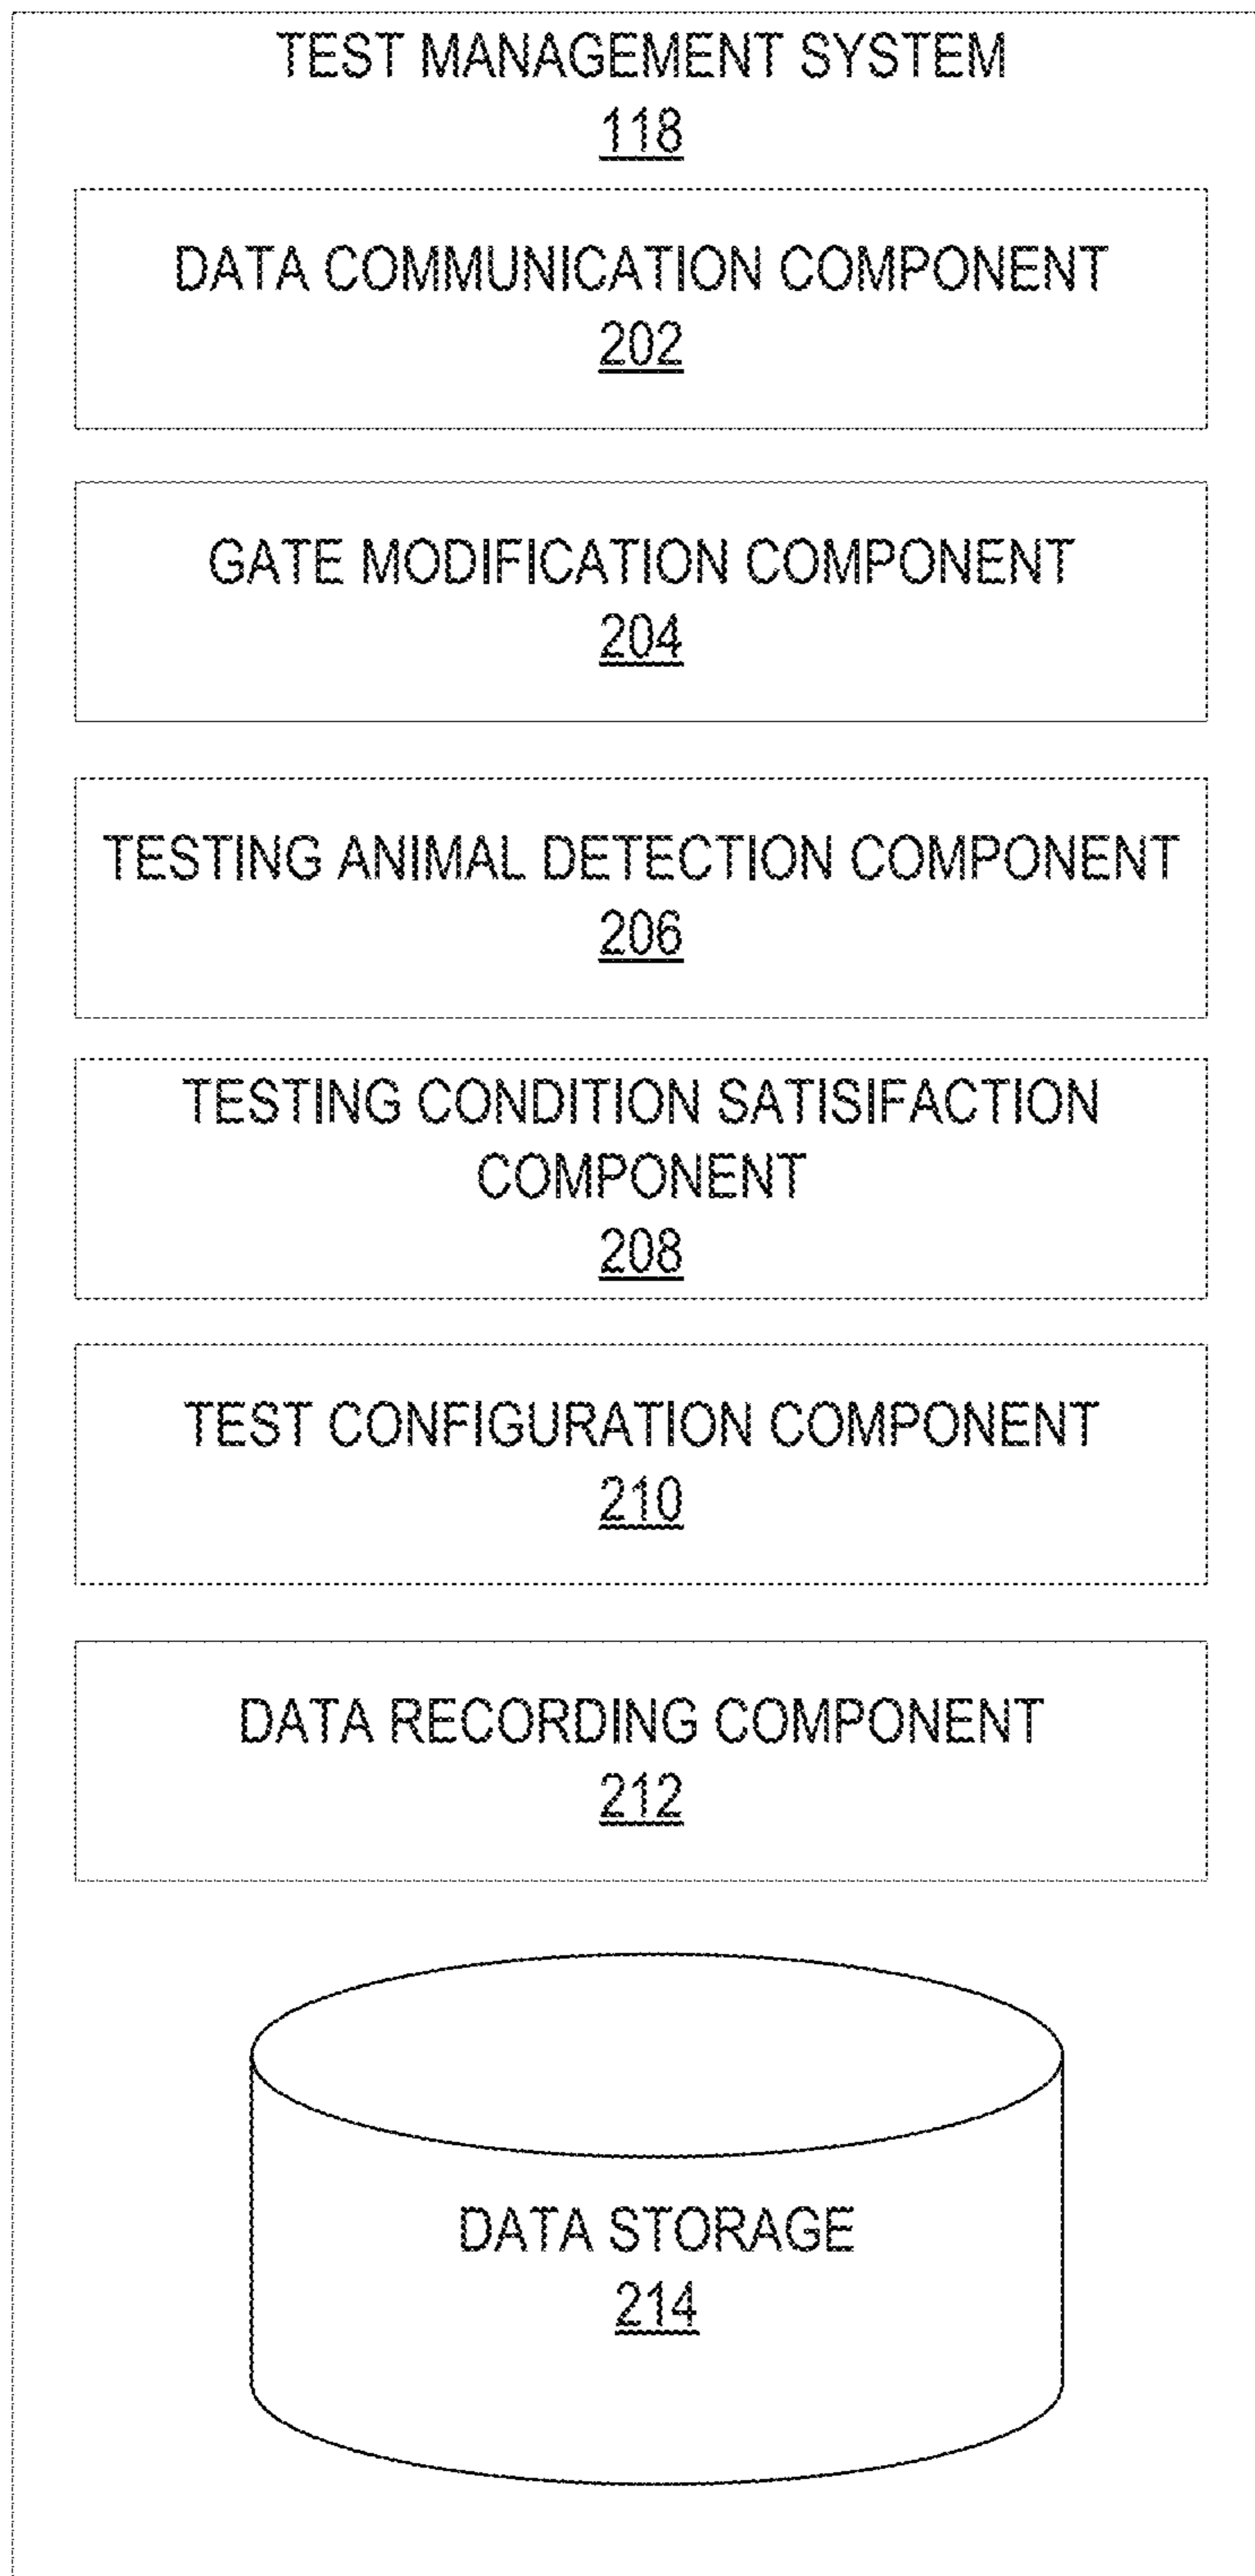 TEST MANAGEMENT SYSTEM
118
DATA COMMUNICATION COMPONENT
202
GATE MODIFICATION COMPONENT
204
TESTING ANIMAL DETECTION COMPONENT
206
TESTING CONDITION SATISIFACTION
COMPONENT
208
TEST CONFIGURATION COMPONENT
210
DATA RECORDING COMPONENT
212
DATA STORAGE
214